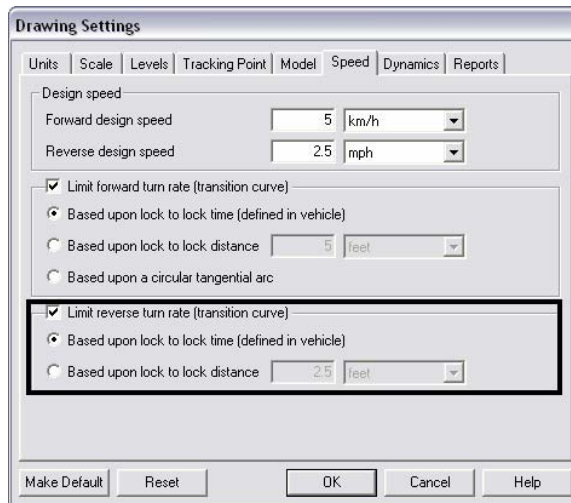 Drawing Settings
Units Scale Levels Tracking Point Model Speed Dynamics Reports
Design speed
Forward design speed 5 km/h
Reverse design speed 2.5 mph
Limit forward turn rate (transition curve)
Based upon lock to lock time (defined in vehicle)
Based upon lock to lock distance 5 feet
Based upon a circular tangential arc
Limit reverse turn rate (transition curve)
Based upon lock to lock time (defined in vehicle)
Based upon lock to lock distance 2.5 feet
Make Default Reset OK Cancel Help